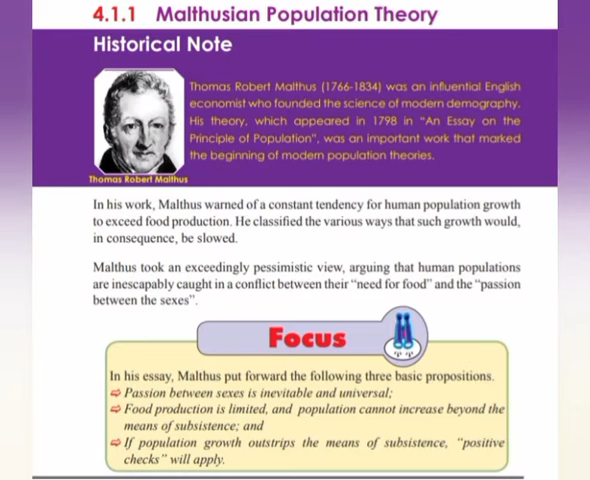 4.1.1 Malthusian Population Theory
Historical Note
Thomas Robert Malthus (1766-1834) was an influential English
economist who founded the science of modern demography.
His theory, which appeared in 1798 in "An Essay on the
Principle of Population", was an important work that marked
the beginning of modern population theories.
Thomas Robert Malthus
In his work, Malthus warned of a constant tendency for human population growth
to exceed food production. He classified the various ways that such growth would,
in consequence, be slowed.
Malthus took an exceedingly pessimistic view, arguing that human populations
are inescapably caught in a conflict between their "need for food" and the "passion
between the sexes".
Focus
In his essay, Malthus put forward the following three basic propositions.
⇨ Passion between sexes is inevitable and universal;
⇨ Food production is limited, and population cannot increase beyond the
means of subsistence; and
⇨ If population growth outstrips the means of subsistence, "positive
checks" will apply.